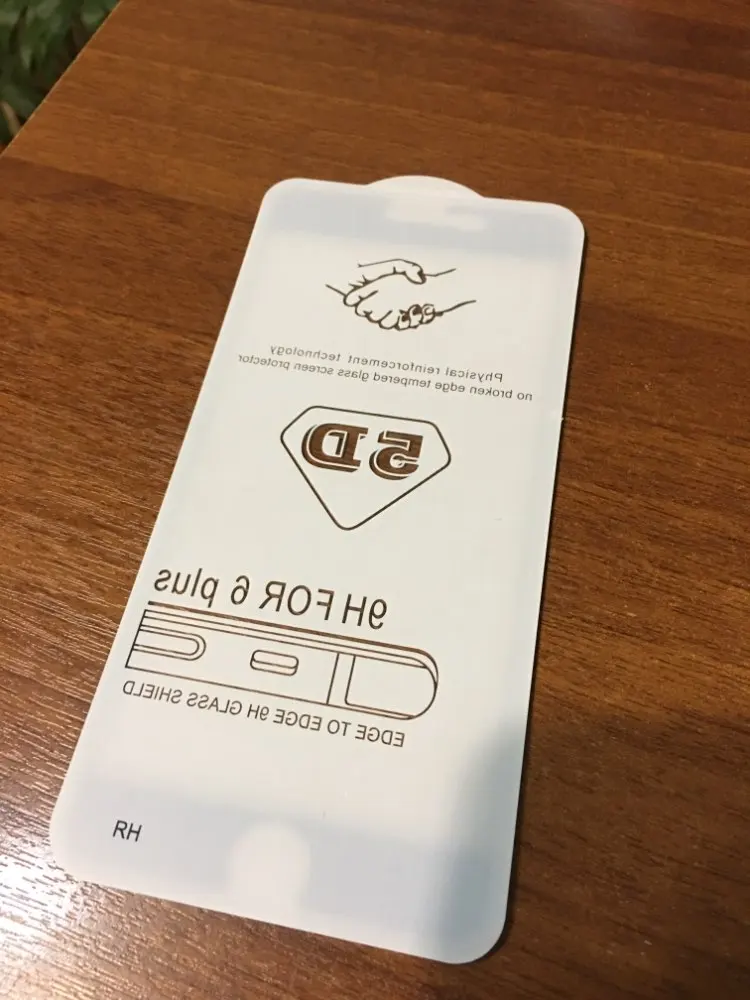 Physical reinforcement technology
no broken edge tempered glass screen protector
5D
9H FOR 6 plus
EDGE TO EDGE 9H GLASS SHIELD
RH